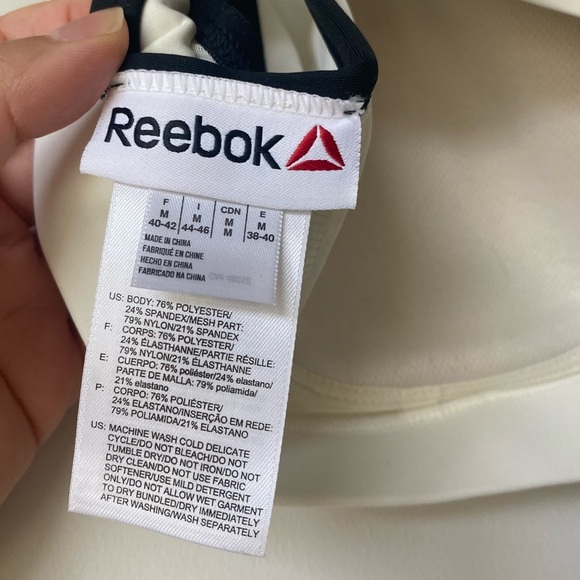 Reebok
F I CDN E
M M M M
40-42 44-46 M 38-40
MADE IN CHINA
FABRIQUÉ EN CHINE
HECHO EN CHINA
FABRICADO NA CHINA
US: BODY: 76% POLYESTER/
24% SPANDEX/MESH PART:
79% NYLON/21% SPANDEX
F: CORPS: 76% POLYESTER/
24% ÉLASTHANNE/PARTIE RÉSILLE:
79% NYLON/21% ÉLASTHANNE
E: CUERPO: 76% poliéster/24% elastano/
PARTE DE MALLA: 79% poliamida/
21% elastano
P: CORPO: 76% POLIÉSTER/
24% ELASTANO/INSERÇÃO EM REDE:
79% POLIAMIDA/21% ELASTANO
US: MACHINE WASH COLD DELICATE
CYCLE/DO NOT BLEACH/DO NOT
TUMBLE DRY/DO NOT IRON/DO NOT
DRY CLEAN/DO NOT USE FABRIC
SOFTENER/USE MILD DETERGENT
ONLY/DO NOT ALLOW WET GARMENT
TO DRY BUNDLED/DRY IMMEDIATELY
AFTER WASHING/WASH SEPARATELY